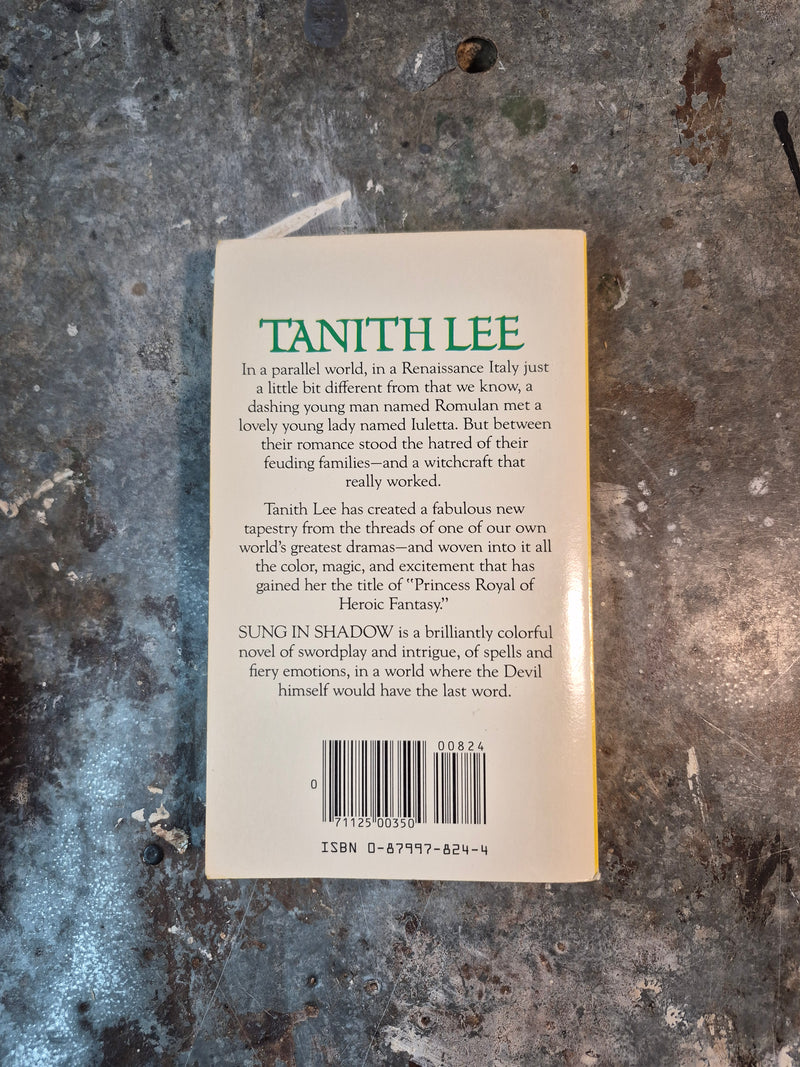 TANITH LEE
In a parallel world, in a Renaissance Italy just
a little bit different from that we know, a
dashing young man named Romulan met a
lovely young lady named Iuletta. But between
their romance stood the hatred of their
feuding families—and a witchcraft that
really worked.
Tanith Lee has created a fabulous new
tapestry from the threads of one of our own
world's greatest dramas—and woven into it all
the color, magic, and excitement that has
gained her the title of "Princess Royal of
Heroic Fantasy."
SUNG IN SHADOW is a brilliantly colorful
novel of swordplay and intrigue, of spells and
fiery emotions, in a world where the Devil
himself would have the last word.
00824
0
71125 00350
ISBN 0-87997-824-4